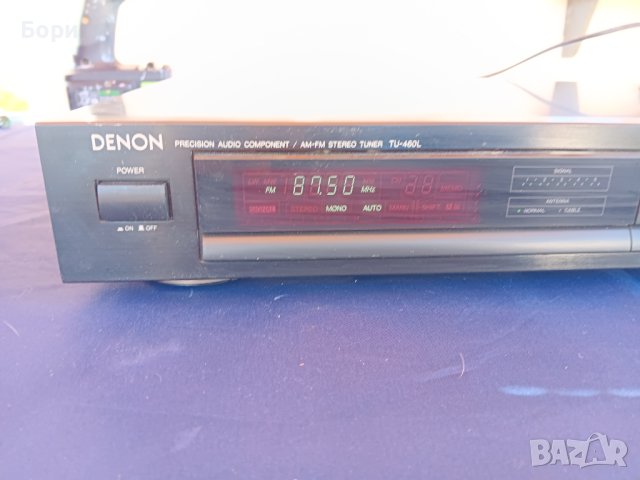 Борис
DENON PRECISION AUDIO COMPONENT / AM-FM STEREO TUNER TU-460L
POWER
ON OFF
FM 87.50 MHz
STEREO MONO AUTO
SIGNAL
ANTENNA
NORMAL CABLE
BAZAR